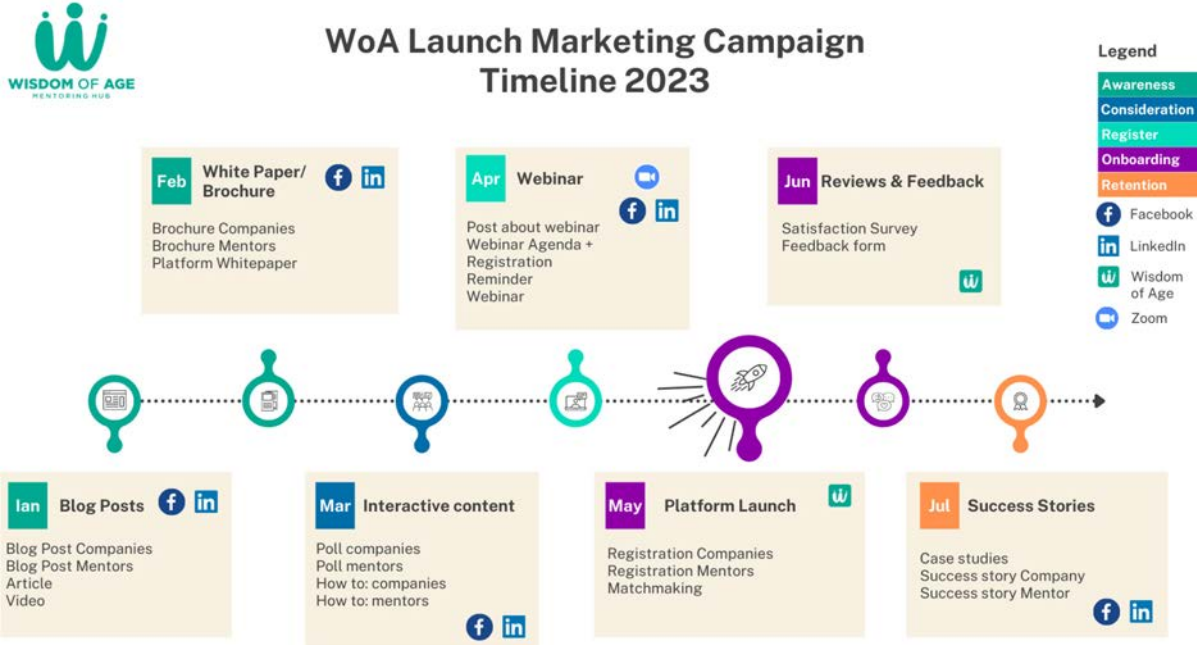 WISDOM OF AGE
MENTORING HUB
WoA Launch Marketing Campaign
Timeline 2023
Legend
Awareness
Consideration
Register
Onboarding
Retention
Facebook
LinkedIn
Wisdom
of Age
Zoom
Feb
White Paper/
Brochure
Brochure Companies
Brochure Mentors
Platform Whitepaper
Apr
Webinar
Post about webinar
Webinar Agenda +
Registration
Reminder
Webinar
Jun
Reviews & Feedback
Satisfaction Survey
Feedback form
Ian
Blog Posts
Blog Post Companies
Blog Post Mentors
Article
Video
Mar
Interactive content
Poll companies
Poll mentors
How to: companies
How to: mentors
May
Platform Launch
Registration Companies
Registration Mentors
Matchmaking
Jul
Success Stories
Case studies
Success story Company
Success story Mentor